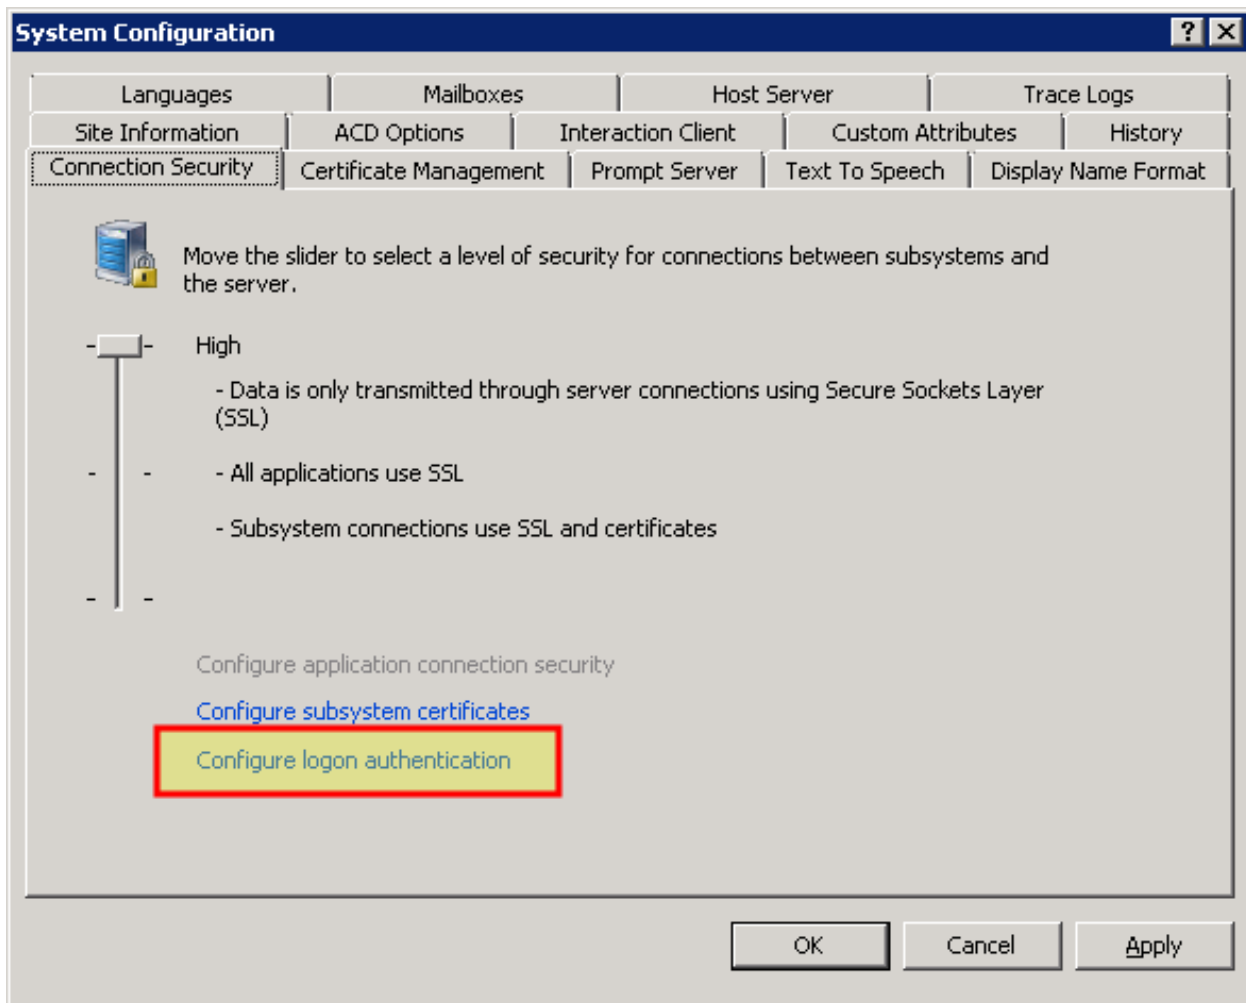 System Configuration
Languages Mailboxes Host Server Trace Logs
Site Information ACD Options Interaction Client Custom Attributes History
Connection Security Certificate Management Prompt Server Text To Speech Display Name Format
Move the slider to select a level of security for connections between subsystems and
the server.
High
- Data is only transmitted through server connections using Secure Sockets Layer
(SSL)
- All applications use SSL
- Subsystem connections use SSL and certificates
Configure application connection security
Configure subsystem certificates
Configure logon authentication
OK Cancel Apply